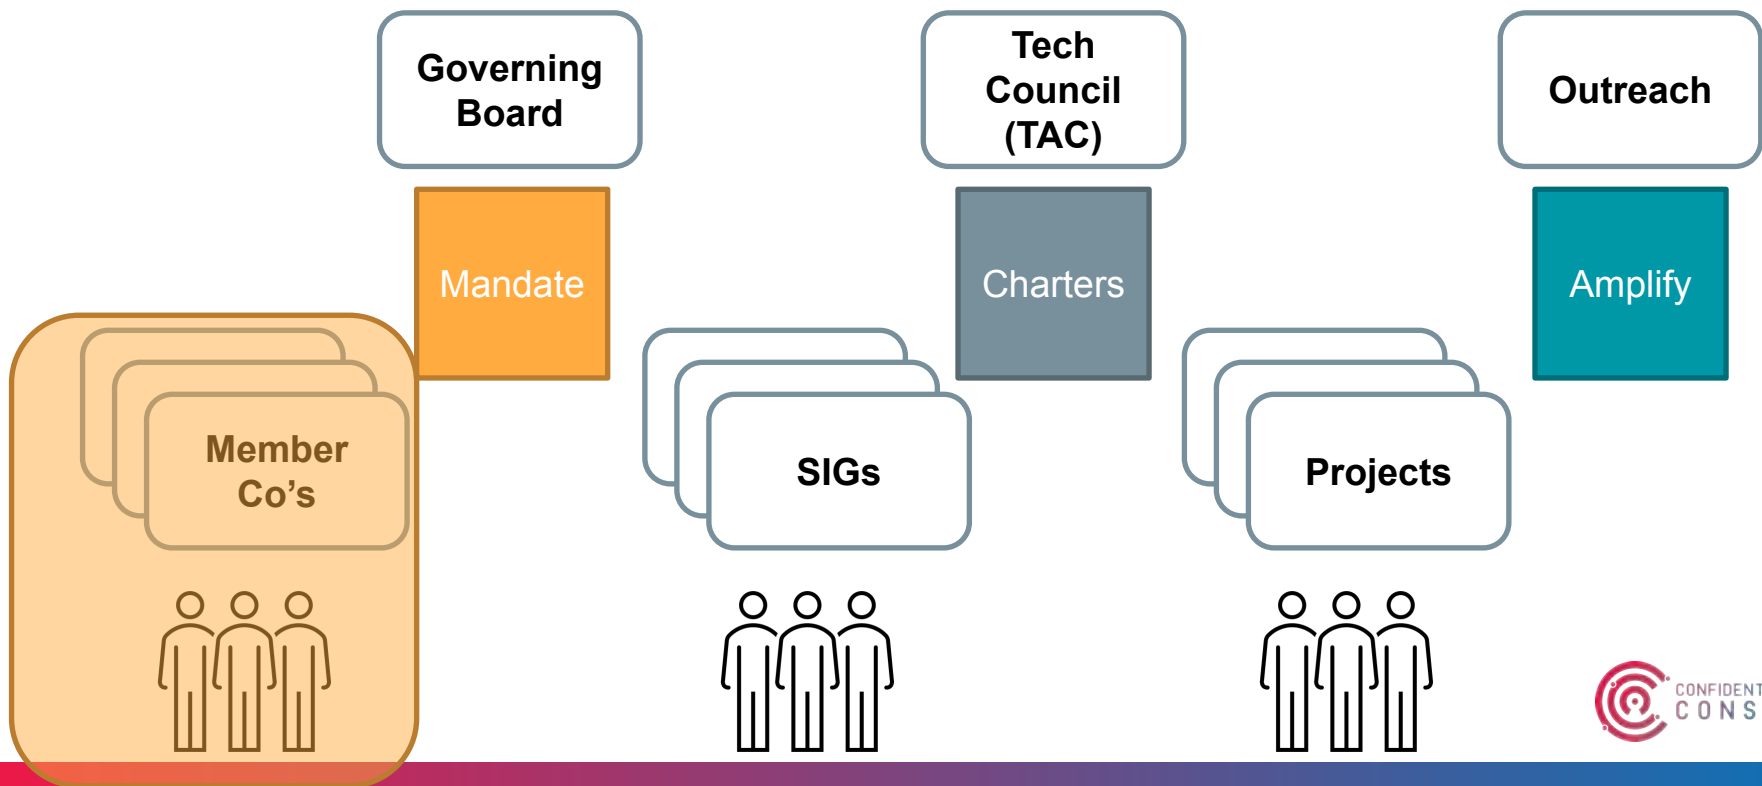 Governing
Board
Tech
Council
(TAC)
Outreach
Mandate
Charters
Amplify
Member
Co’s
SIGs
Projects
CONFIDENT
CONS